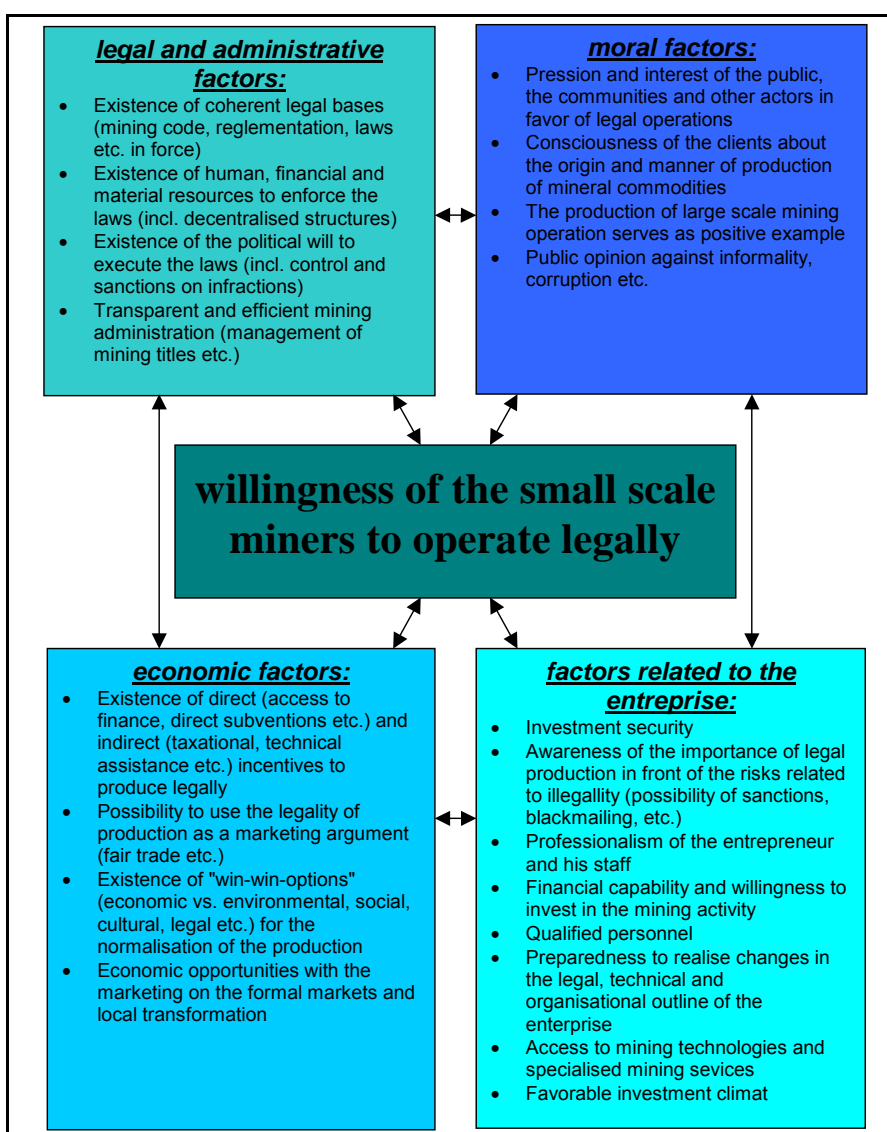 legal and administrative
factors:
• Existence of coherent legal bases
(mining code, reglementation, laws
etc. in force)
• Existence of human, financial and
material resources to enforce the
laws (incl. decentralised structures)
• Existence of the political will to
execute the laws (incl. control and
sanctions on infractions)
• Transparent and efficient mining
administration (management of
mining titles etc.)
moral factors:
• Pression and interest of the public,
the communities and other actors in
favor of legal operations
• Consciousness of the clients about
the origin and manner of production
of mineral commodities
• The production of large scale mining
operation serves as positive example
• Public opinion against informality,
corruption etc.
willingness of the small scale
miners to operate legally
economic factors:
• Existence of direct (access to
finance, direct subventions etc.) and
indirect (taxational, technical
assistance etc.) incentives to
produce legally
• Possibility to use the legality of
production as a marketing argument
(fair trade etc.)
• Existence of "win-win-options"
(economic vs. environmental, social,
cultural, legal etc.) for the
normalisation of the production
• Economic opportunities with the
marketing on the formal markets and
local transformation
factors related to the
entreprise:
• Investment security
• Awareness of the importance of legal
production in front of the risks related
to illegallity (possibility of sanctions,
blackmailing, etc.)
• Professionalism of the entrepreneur
and his staff
• Financial capability and willingness to
invest in the mining activity
• Qualified personnel
• Preparedness to realise changes in
the legal, technical and
organisational outline of the
enterprise
• Access to mining technologies and
specialised mining sevices
• Favorable investment climat